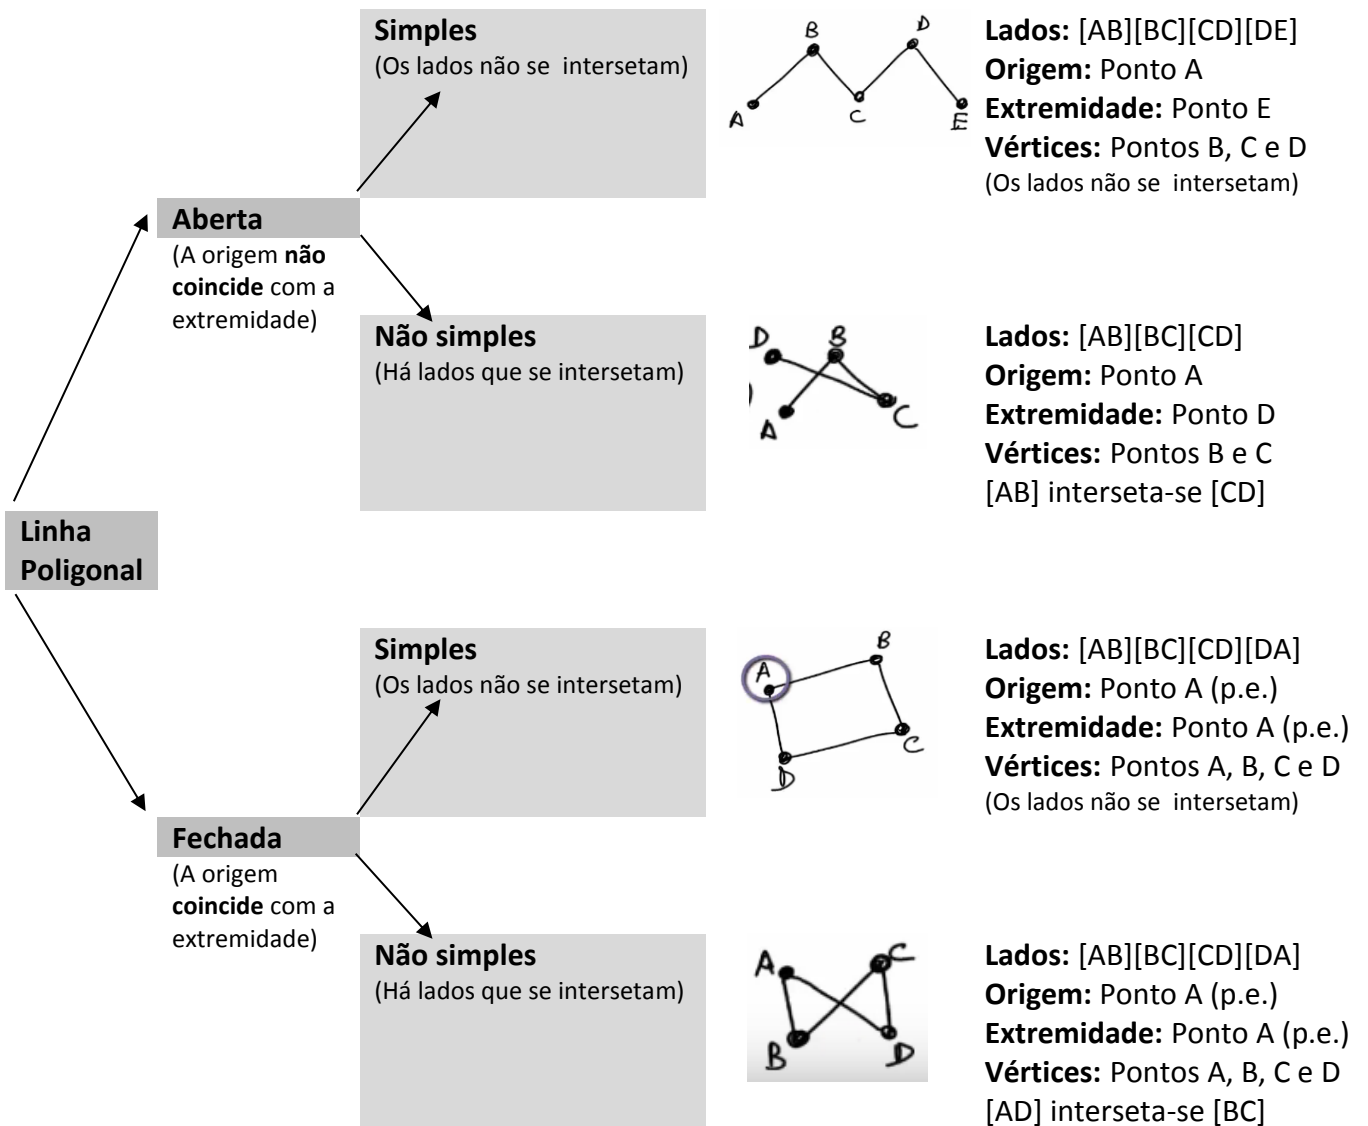 Simples
(Os lados não se intersetam)
B
D
A
C
E
Lados: [AB][BC][CD][DE]
Origem: Ponto A
Extremidade: Ponto E
Vértices: Pontos B, C e D
(Os lados não se intersetam)
Aberta
(A origem não
coincide com a
extremidade)
Não simples
(Há lados que se intersetam)
D
B
A
C
Lados: [AB][BC][CD]
Origem: Ponto A
Extremidade: Ponto D
Vértices: Pontos B e C
[AB] interseta-se [CD]
Linha
Poligonal
Simples
(Os lados não se intersetam)
A
B
C
D
Lados: [AB][BC][CD][DA]
Origem: Ponto A (p.e.)
Extremidade: Ponto A (p.e.)
Vértices: Pontos A, B, C e D
(Os lados não se intersetam)
Fechada
(A origem
coincide com a
extremidade)
Não simples
(Há lados que se intersetam)
A
C
B
D
Lados: [AB][BC][CD][DA]
Origem: Ponto A (p.e.)
Extremidade: Ponto A (p.e.)
Vértices: Pontos A, B, C e D
[AD] interseta-se [BC]